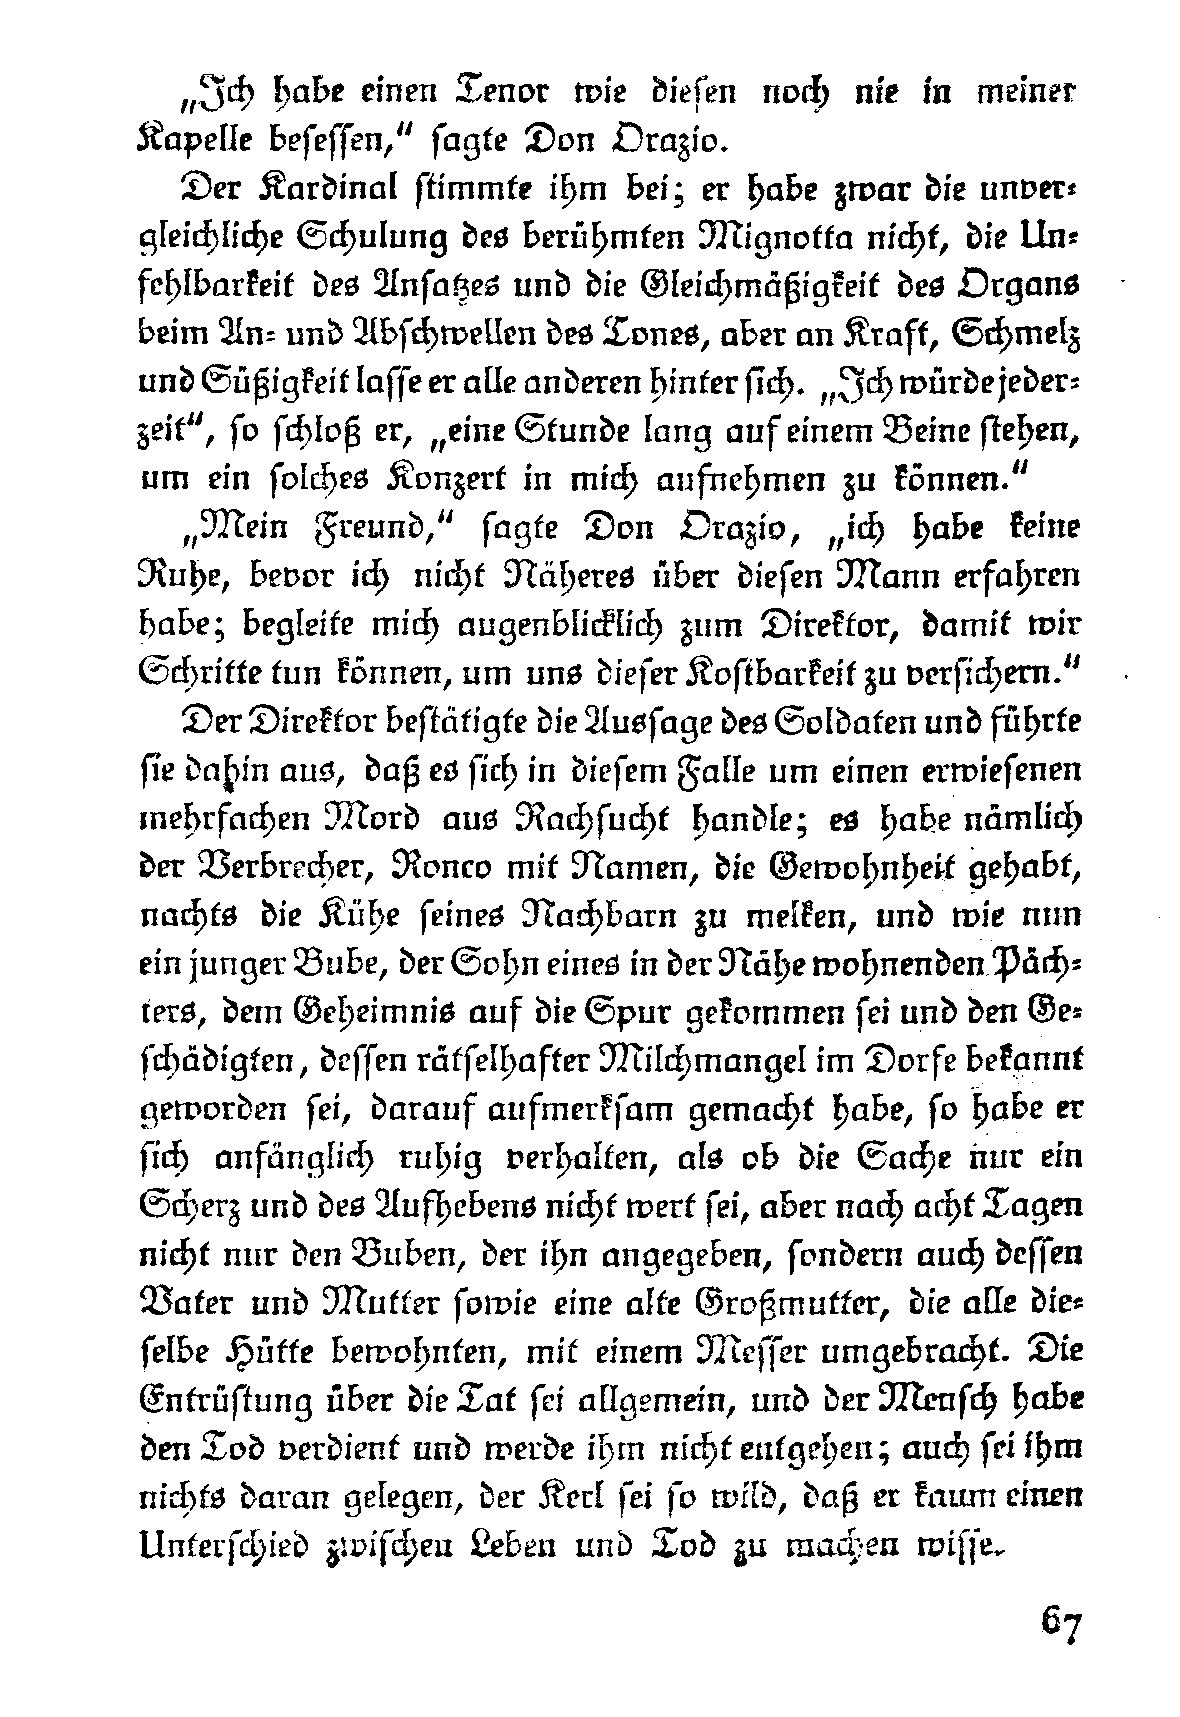 „Ich habe einen Tenor wie diesen noch nie in meiner
Kapelle besessen,“ sagte Don Orazio.
Der Kardinal stimmte ihm bei; er habe zwar die unver-
gleichliche Schulung des berühmten Mignotta nicht, die Un-
fehlbarkeit des Ansatzes und die Gleichmäßigkeit des Organs
beim An- und Abschwellen des Tones, aber an Kraft, Schmelz
und Süßigkeit lasse er alle anderen hinter sich. „Ich würde jeder-
zeit“, so schloß er, „eine Stunde lang auf einem Beine stehen,
um ein solches Konzert in mich aufnehmen zu können.“
„Mein Freund,“ sagte Don Orazio, „ich habe keine
Ruhe, bevor ich nicht Näheres über diesen Mann erfahren
habe; begleite mich augenblicklich zum Direktor, damit wir
Schritte tun können, um uns dieser Kostbarkeit zu versichern.“
Der Direktor bestätigte die Aussage des Soldaten und führte
sie dahin aus, daß es sich in diesem Falle um einen erwiesenen
mehrfachen Mord aus Rachsucht handle; es habe nämlich
der Verbrecher, Ronco mit Namen, die Gewohnheit gehabt,
nachts die Kühe seines Nachbarn zu melken, und wie nun
ein junger Bube, der Sohn eines in der Nähe wohnenden Päch-
ters, dem Geheimnis auf die Spur gekommen sei und den Ge-
schädigten, dessen rätselhafter Milchmangel im Dorfe bekannt
geworden sei, darauf aufmerksam gemacht habe, so habe er
sich anfänglich ruhig verhalten, als ob die Sache nur ein
Scherz und des Aufhebens nicht wert sei, aber nach acht Tagen
nicht nur den Buben, der ihn angegeben, sondern auch dessen
Vater und Mutter sowie eine alte Großmutter, die alle die-
selbe Hütte bewohnten, mit einem Messer umgebracht. Die
Entrüstung über die Tat sei allgemein, und der Mensch habe
den Tod verdient und werde ihm nicht entgehen; auch sei ihm
nichts daran gelegen, der Kerl sei so wild, daß er kaum einen
Unterschied zwischen Leben und Tod zu machen wisse.
67